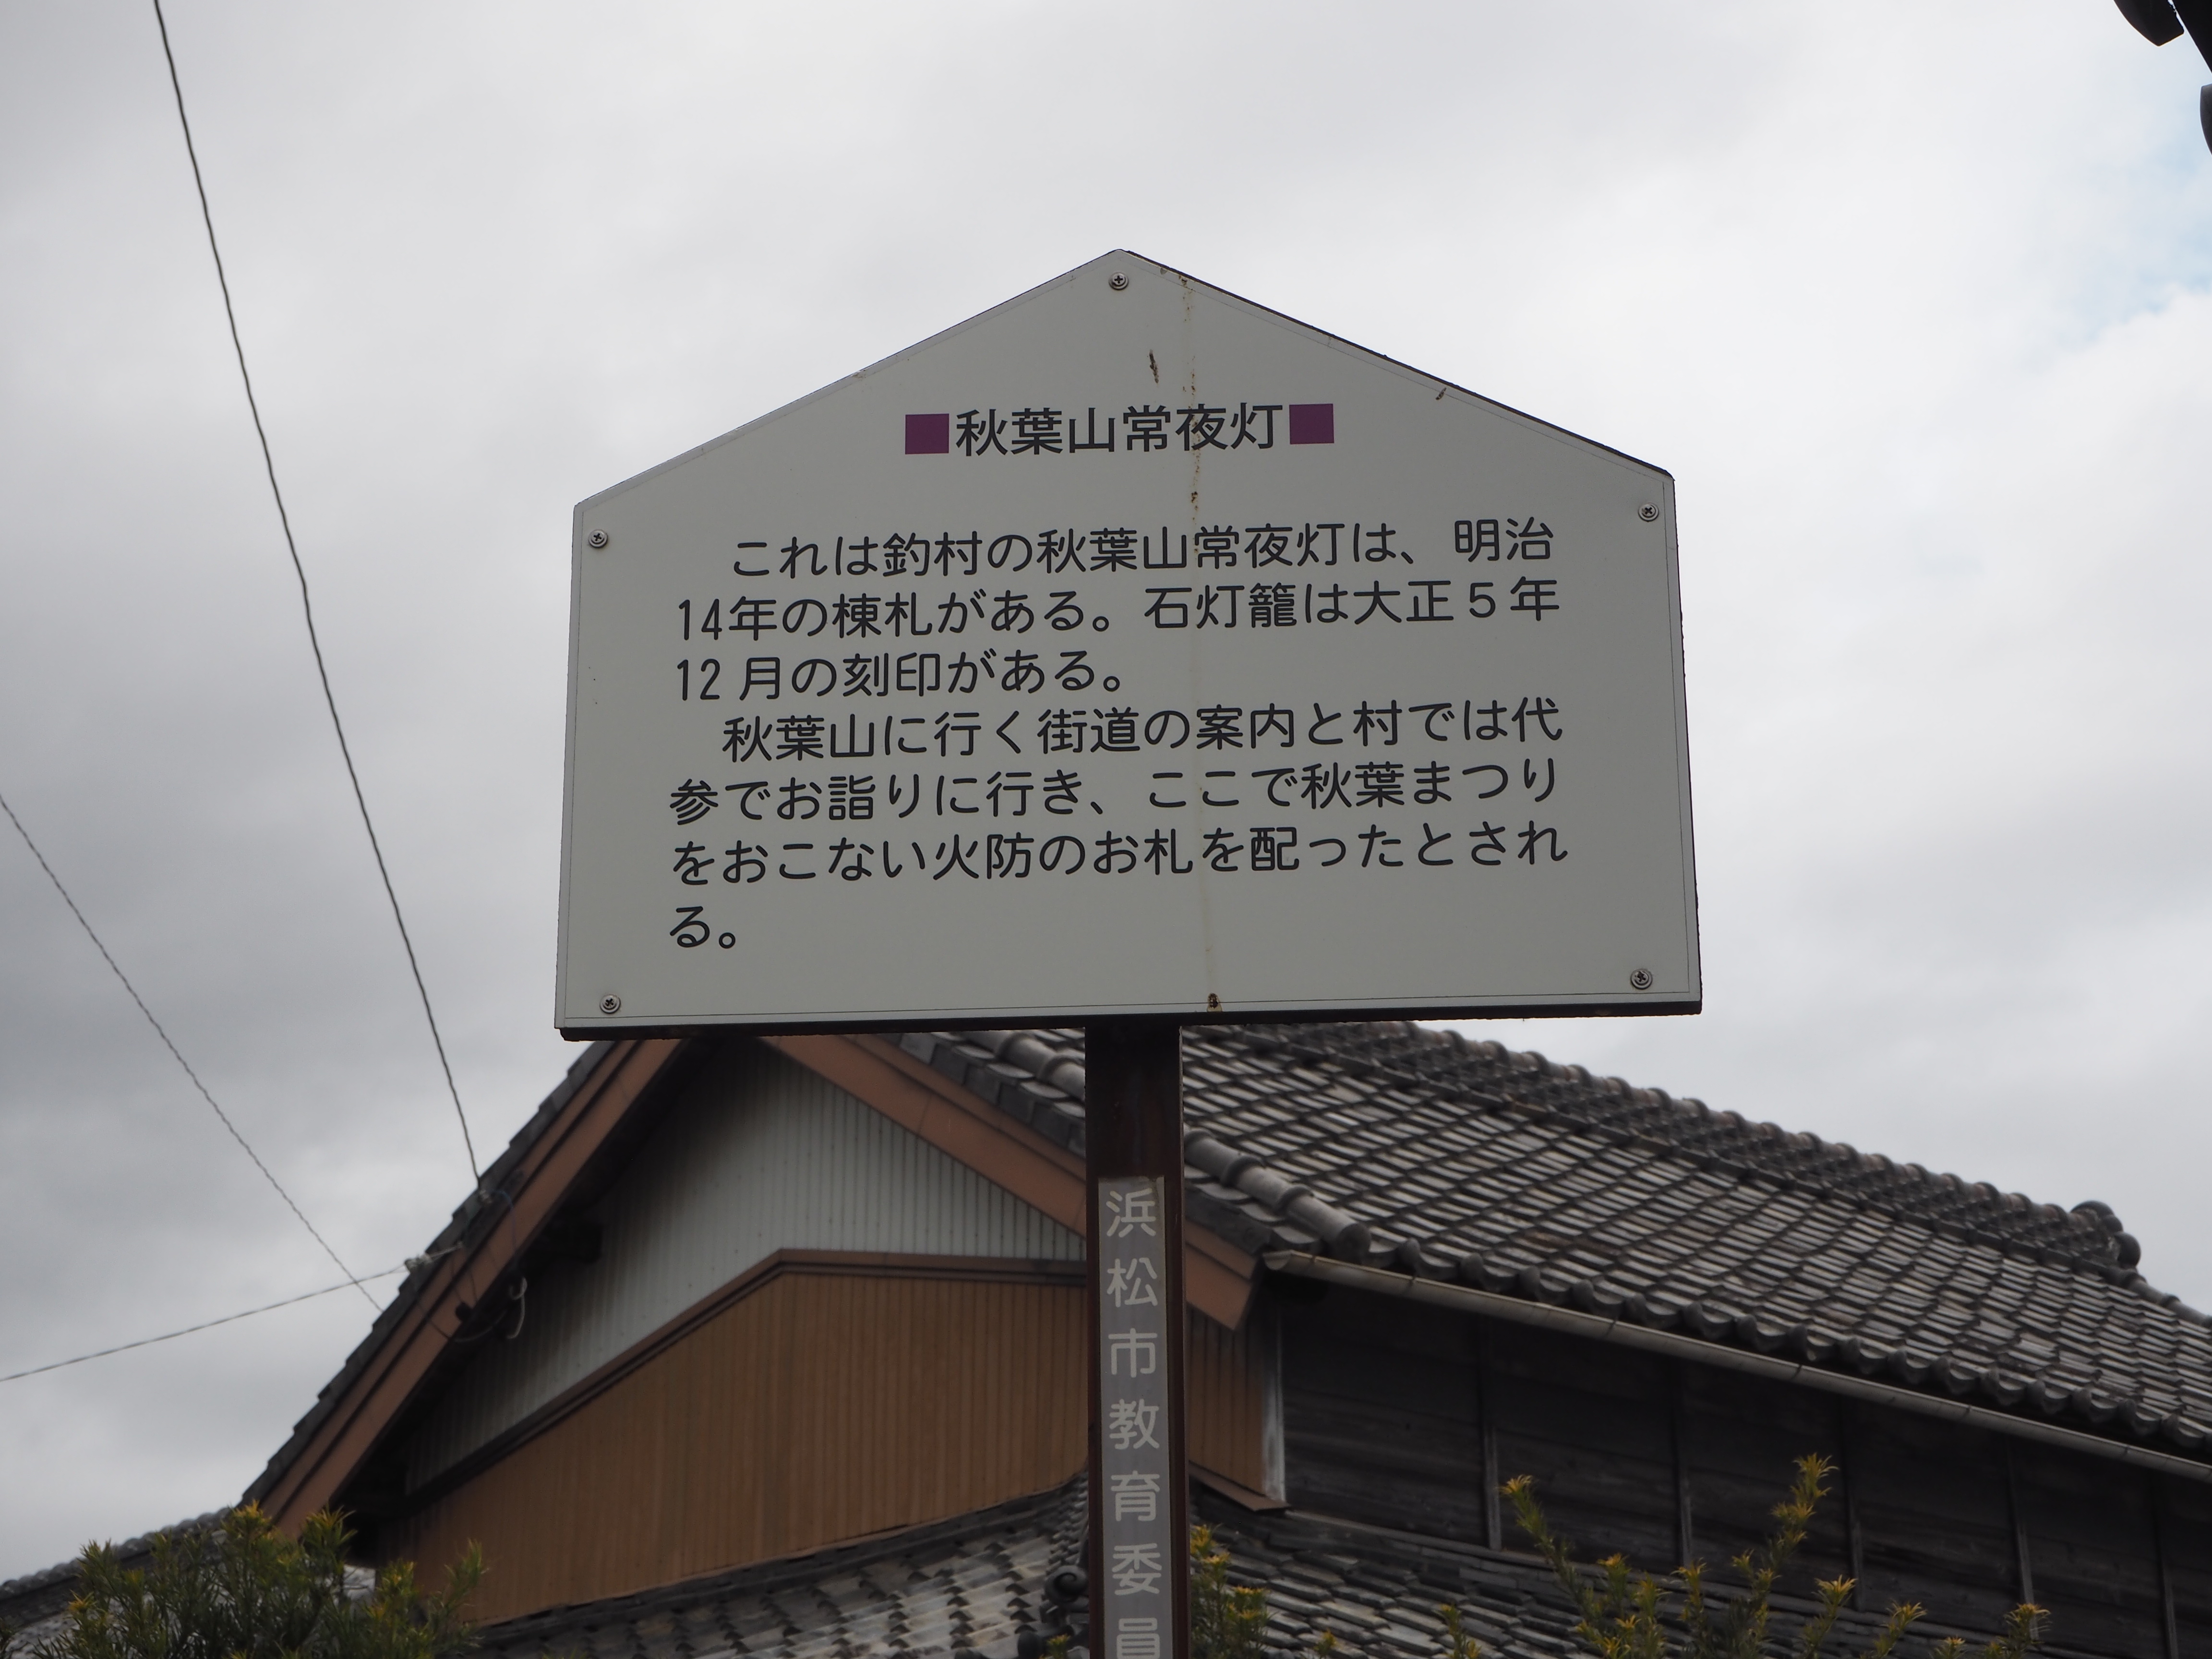 ■秋葉山常夜灯■
これは釣村の秋葉山常夜灯は、明治
14年の棟札がある。石灯籠は大正５年
12月の刻印がある。
秋葉山に行く街道の案内と村では代
参でお詣りに行き、ここで秋葉まつり
をおこない火防のお札を配ったとされ
る。
浜松市教育委員